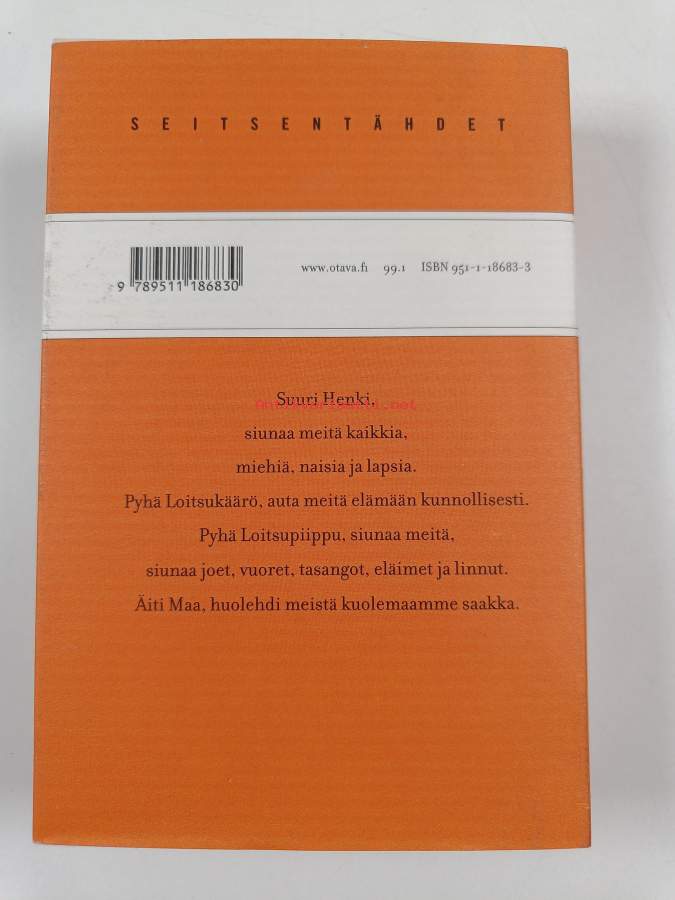 SEITSENTÄHDET
9 789511 186830
www.otava.fi 99.1 ISBN 951-1-18683-3
Suuri Henki,
Antikvariaatti.net
siunaa meitä kaikkia,
miehiä, naisia ja lapsia.
Pyhä Loitsukäärö, auta meitä elämään kunnollisesti.
Pyhä Loitsupiippu, siunaa meitä,
siunaa joet, vuoret, tasangot, eläimet ja linnut.
Äiti Maa, huolehdi meistä kuolemaamme saakka.